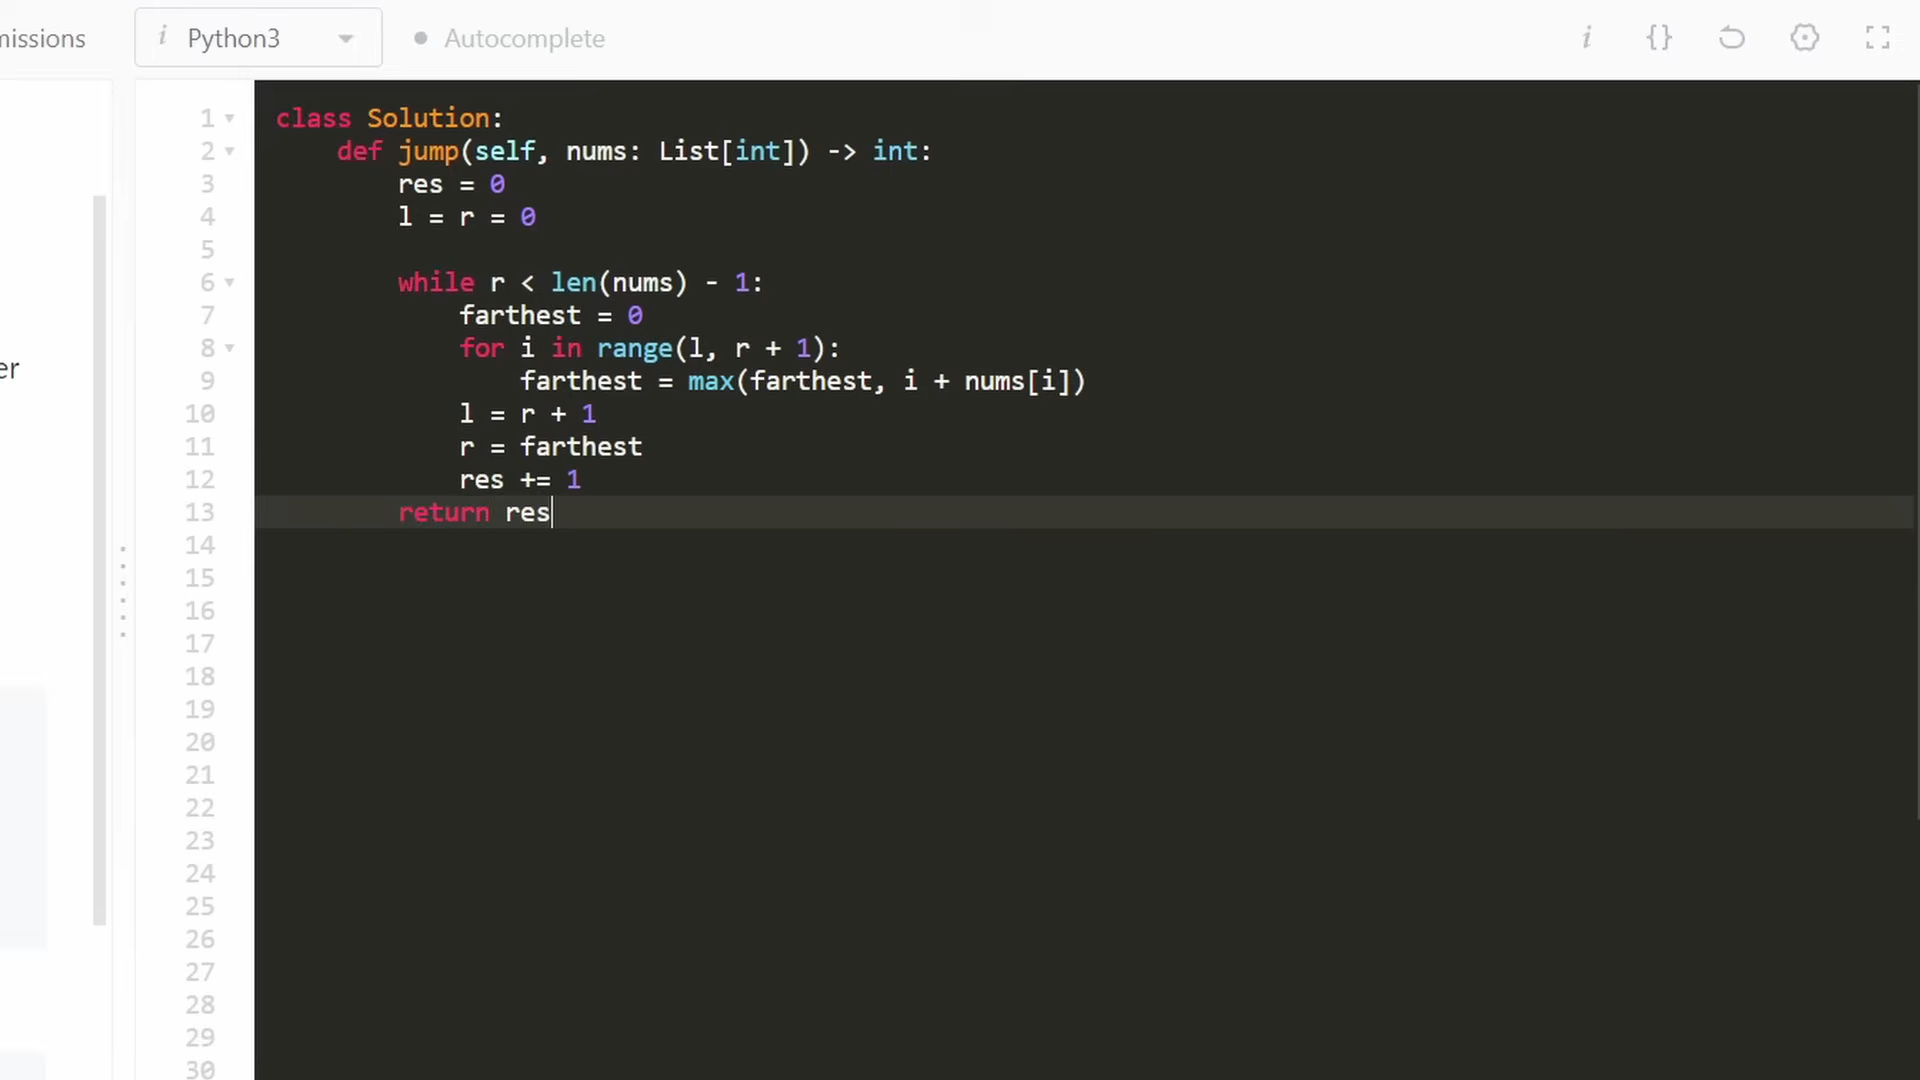 missions
i Python3
Autocomplete
i {}
er
1 class Solution:
2     def jump(self, nums: List[int]) -> int:
3         res = 0
4         l = r = 0
5
6         while r < len(nums) - 1:
7             farthest = 0
8             for i in range(l, r + 1):
9                 farthest = max(farthest, i + nums[i])
10             l = r + 1
11             r = farthest
12             res += 1
13         return res
14
15
16
17
18
19
20
21
22
23
24
25
26
27
28
29
30